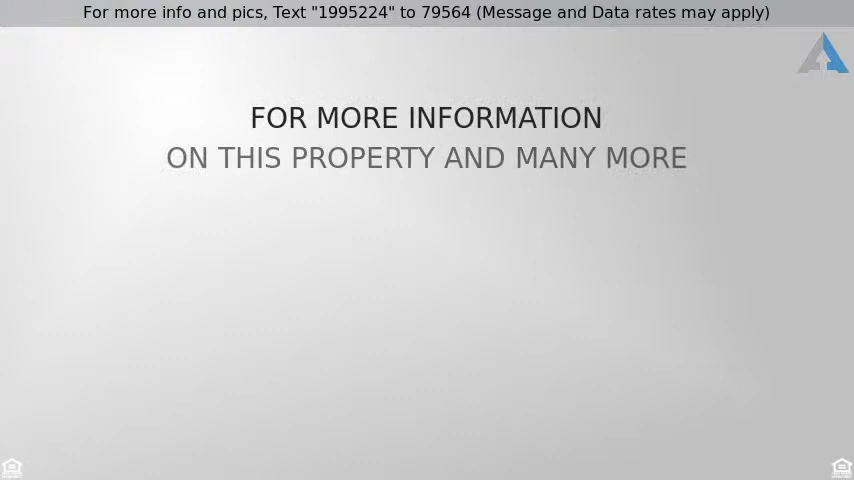 For more info and pics, Text "1995224" to 79564 (Message and Data rates may apply)
FOR MORE INFORMATION
ON THIS PROPERTY AND MANY MORE